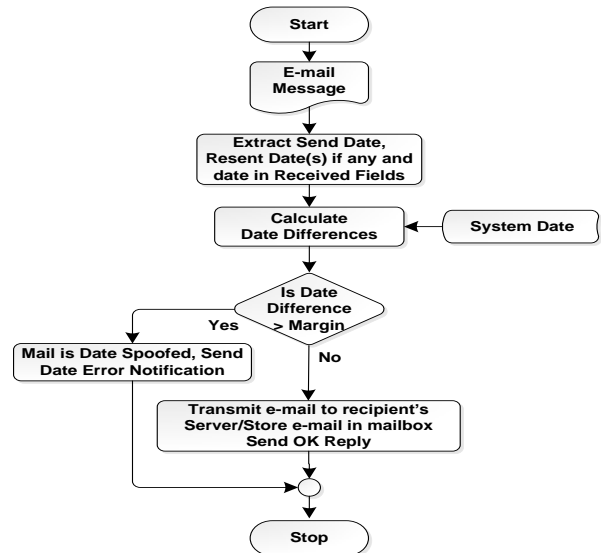 Start
E-mail
Message
Extract Send Date,
Resent Date(s) if any and
date in Received Fields
Calculate
Date Differences
System Date
Is Date
Difference
> Margin
Yes
No
Mail is Date Spoofed, Send
Date Error Notification
Transmit e-mail to recipient's
Server/Store e-mail in mailbox
Send OK Reply
Stop